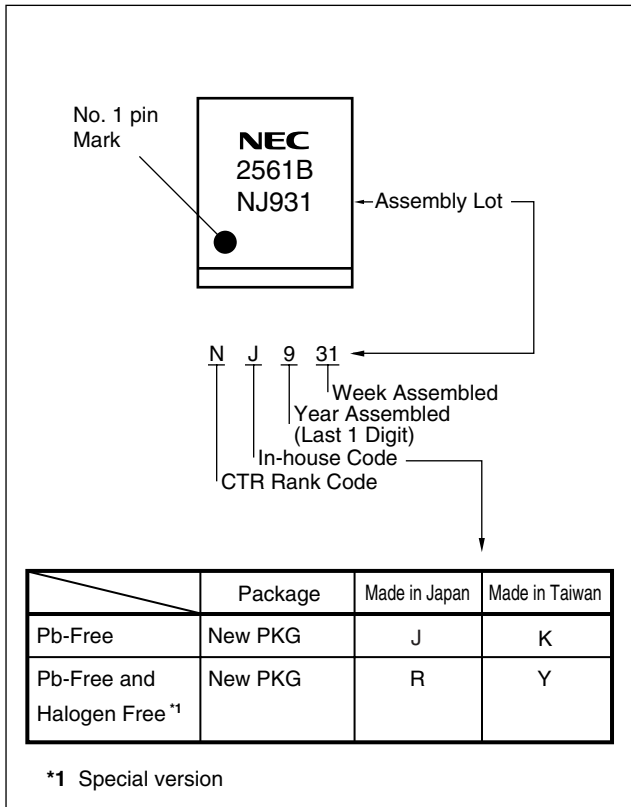 No. 1 pin
Mark
NEC
2561B
NJ931
Assembly Lot
N J 9 31
Week Assembled
Year Assembled
(Last 1 Digit)
In-house Code
CTR Rank Code
Package Made in Japan Made in Taiwan
Pb-Free New PKG J K
Pb-Free and New PKG R Y
Halogen Free *1
*1 Special version